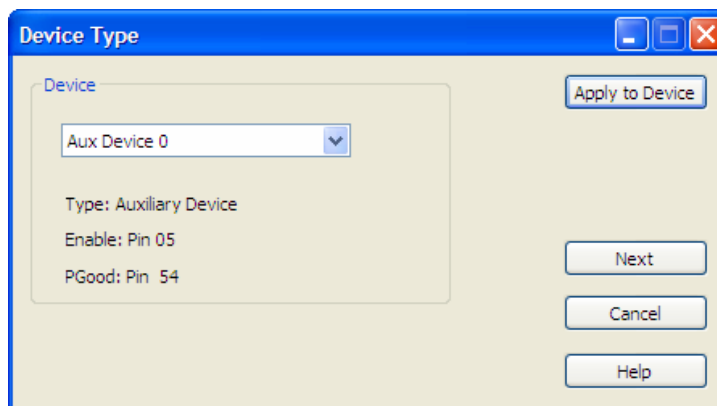 Device Type
Device
Apply to Device
Aux Device 0
Type: Auxiliary Device
Enable: Pin 05
PGood: Pin  54
Next
Cancel
Help